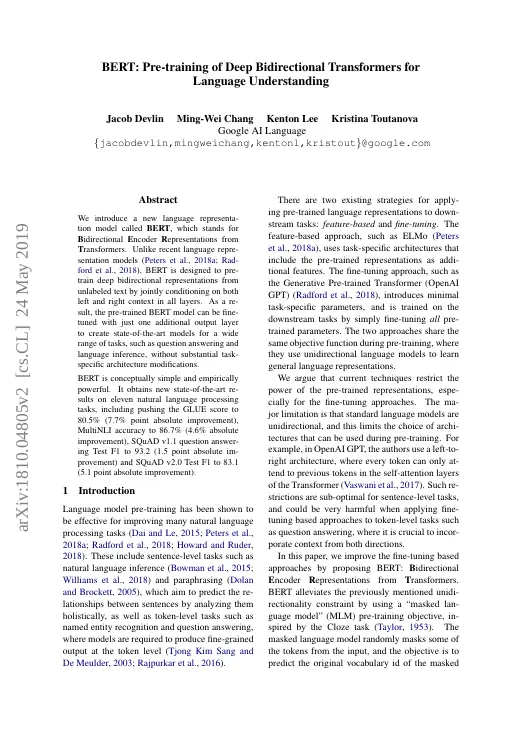 BERT: Pre-training of Deep Bidirectional Transformers for
Language Understanding
Jacob Devlin Ming-Wei Chang Kenton Lee Kristina Toutanova
Google AI Language
{jacobdevlin,mingweichang,kentonl,kristout}@google.com
arXiv:1810.04805v2 [cs.CL] 24 May 2019
Abstract
We introduce a new language representa-
tion model called BERT, which stands for
Bidirectional Encoder Representations from
Transformers. Unlike recent language repre-
sentation models (Peters et al., 2018a; Rad-
ford et al., 2018), BERT is designed to pre-
train deep bidirectional representations from
unlabeled text by jointly conditioning on both
left and right context in all layers. As a re-
sult, the pre-trained BERT model can be fine-
tuned with just one additional output layer
to create state-of-the-art models for a wide
range of tasks, such as question answering and
language inference, without substantial task-
specific architecture modifications.
BERT is conceptually simple and empirically
powerful. It obtains new state-of-the-art re-
sults on eleven natural language processing
tasks, including pushing the GLUE score to
80.5% (7.7% point absolute improvement),
MultiNLI accuracy to 86.7% (4.6% absolute
improvement), SQuAD v1.1 question answer-
ing Test F1 to 93.2 (1.5 point absolute im-
provement) and SQuAD v2.0 Test F1 to 83.1
(5.1 point absolute improvement).
1 Introduction
Language model pre-training has been shown to
be effective for improving many natural language
processing tasks (Dai and Le, 2015; Peters et al.,
2018a; Radford et al., 2018; Howard and Ruder,
2018). These include sentence-level tasks such as
natural language inference (Bowman et al., 2015;
Williams et al., 2018) and paraphrasing (Dolan
and Brockett, 2005), which aim to predict the re-
lationships between sentences by analyzing them
holistically, as well as token-level tasks such as
named entity recognition and question answering,
where models are required to produce fine-grained
output at the token level (Tjong Kim Sang and
De Meulder, 2003; Rajpurkar et al., 2016).
There are two existing strategies for apply-
ing pre-trained language representations to down-
stream tasks: feature-based and fine-tuning. The
feature-based approach, such as ELMo (Peters
et al., 2018a), uses task-specific architectures that
include the pre-trained representations as addi-
tional features. The fine-tuning approach, such as
the Generative Pre-trained Transformer (OpenAI
GPT) (Radford et al., 2018), introduces minimal
task-specific parameters, and is trained on the
downstream tasks by simply fine-tuning all pre-
trained parameters. The two approaches share the
same objective function during pre-training, where
they use unidirectional language models to learn
general language representations.
We argue that current techniques restrict the
power of the pre-trained representations, espe-
cially for the fine-tuning approaches. The ma-
jor limitation is that standard language models are
unidirectional, and this limits the choice of archi-
tectures that can be used during pre-training. For
example, in OpenAI GPT, the authors use a left-to-
right architecture, where every token can only at-
tend to previous tokens in the self-attention layers
of the Transformer (Vaswani et al., 2017). Such re-
strictions are sub-optimal for sentence-level tasks,
and could be very harmful when applying fine-
tuning based approaches to token-level tasks such
as question answering, where it is crucial to incor-
porate context from both directions.
In this paper, we improve the fine-tuning based
approaches by proposing BERT: Bidirectional
Encoder Representations from Transformers.
BERT alleviates the previously mentioned unidi-
rectionality constraint by using a “masked lan-
guage model” (MLM) pre-training objective, in-
spired by the Cloze task (Taylor, 1953). The
masked language model randomly masks some of
the tokens from the input, and the objective is to
predict the original vocabulary id of the masked